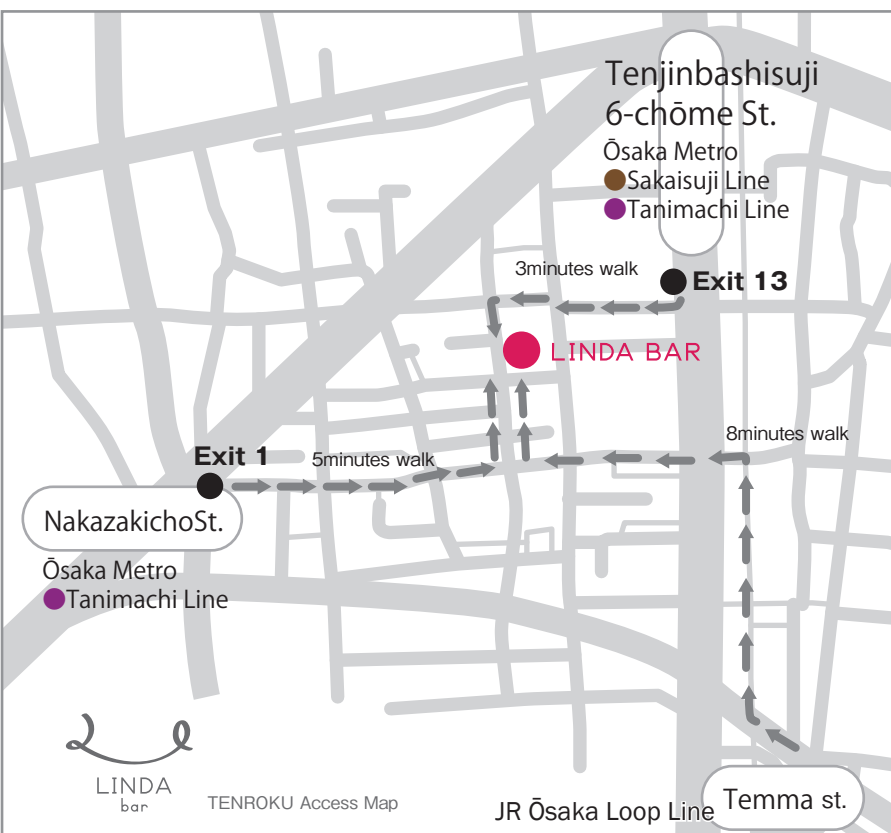 Tenjinbashisuji
6-chōme St.
Ōsaka Metro
Sakaisuji Line
Tanimachi Line
3minutes walk
Exit 13
LINDA BAR
8minutes walk
Exit 1
5minutes walk
NakazakichoSt.
Ōsaka Metro
Tanimachi Line
LINDA
bar
TENROKU Access Map
JR Ōsaka Loop Line
Temma st.